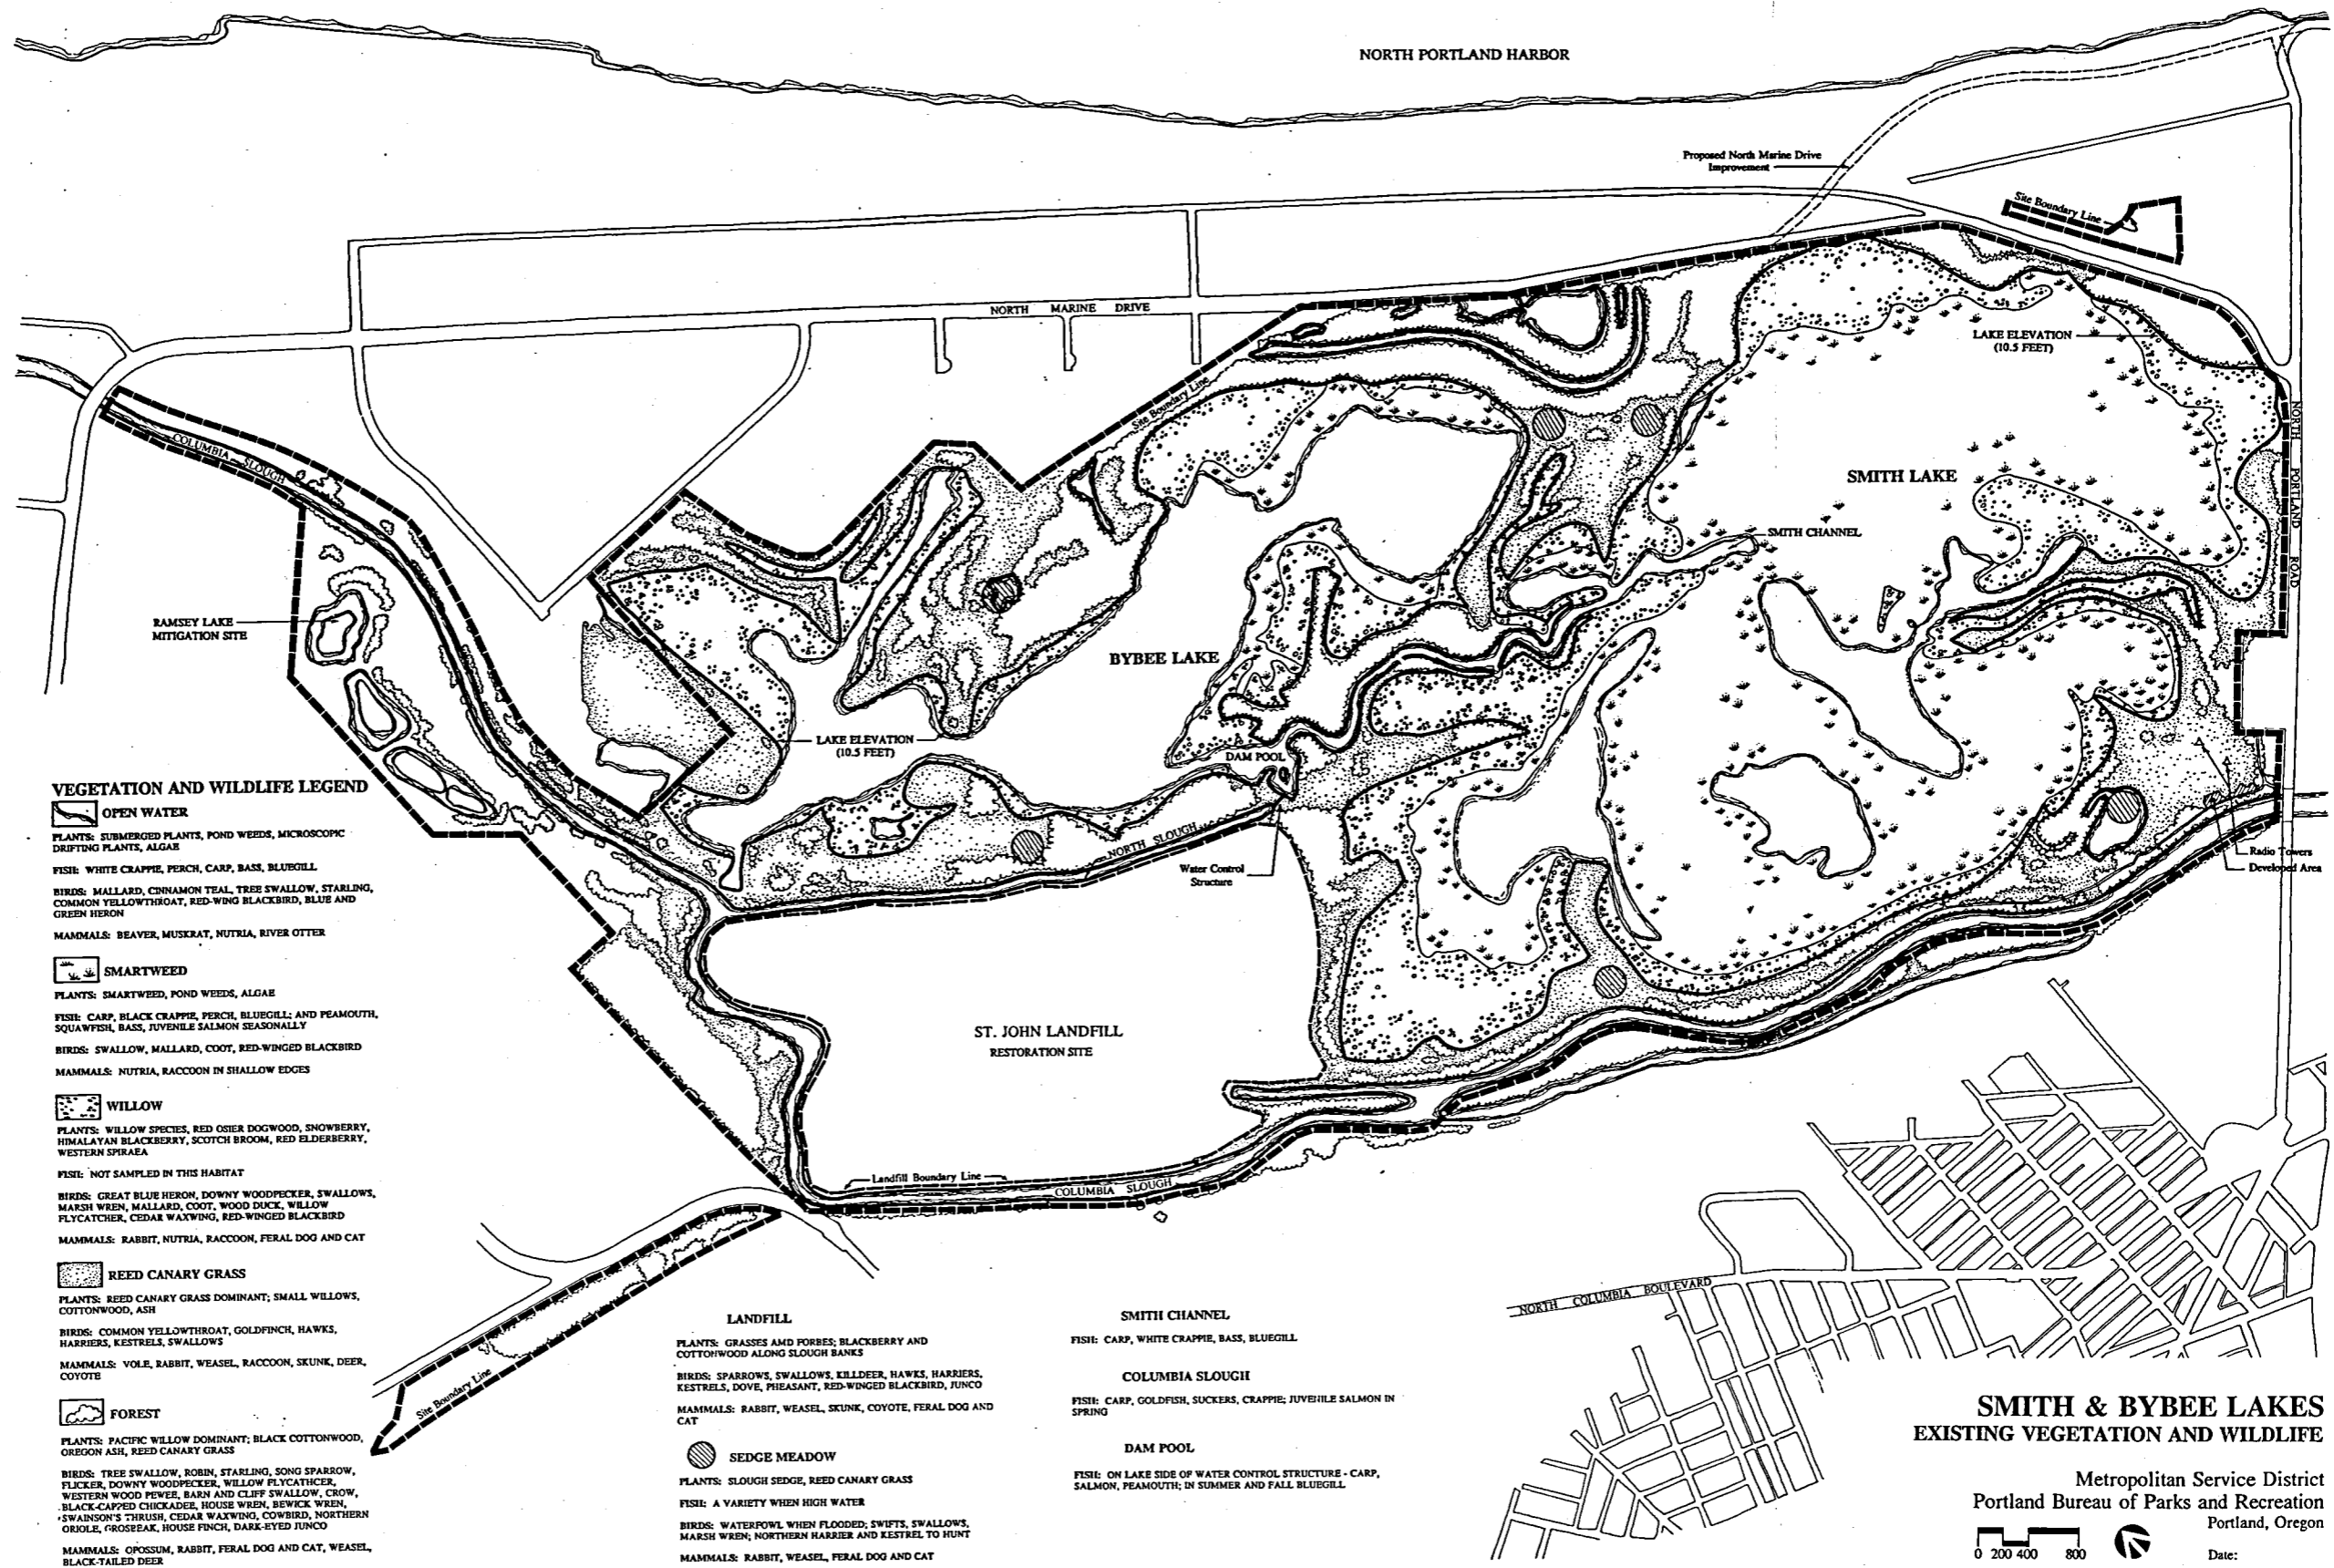 NORTH PORTLAND HARBOR
Proposed North Marine Drive
Improvement
Site Boundary Line
NORTH MARINE DRIVE
LAKE ELEVATION
(10.5 FEET)
Site Boundary Line
NORTH PORTLAND ROAD
COLUMBIA SLOUGH
SMITH LAKE
SMITH CHANNEL
RAMSEY LAKE
MITIGATION SITE
BYBEE LAKE
LAKE ELEVATION
(10.5 FEET)
DAM POOL
NORTH SLOUGH
Water Control
Structure
Radio Towers
Developed Area
ST. JOHN LANDFILL
RESTORATION SITE
Landfill Boundary Line
COLUMBIA SLOUGH
NORTH COLUMBIA BOULEVARD
Site Boundary Line
VEGETATION AND WILDLIFE LEGEND
OPEN WATER
PLANTS: SUBMERGED PLANTS, POND WEEDS, MICROSCOPIC
DRIFTING PLANTS, ALGAE
FISH: WHITE CRAPPIE, PERCH, CARP, BASS, BLUEGILL
BIRDS: MALLARD, CINNAMON TEAL, TREE SWALLOW, STARLING,
COMMON YELLOWTHROAT, RED-WING BLACKBIRD, BLUE AND
GREEN HERON
MAMMALS: BEAVER, MUSKRAT, NUTRIA, RIVER OTTER
SMARTWEED
PLANTS: SMARTWEED, POND WEEDS, ALGAE
FISH: CARP, BLACK CRAPPIE, PERCH, BLUEGILL; AND PEAMOUTH,
SQUAWFISH, BASS, JUVENILE SALMON SEASONALLY
BIRDS: SWALLOW, MALLARD, COOT, RED-WINGED BLACKBIRD
MAMMALS: NUTRIA, RACCOON IN SHALLOW EDGES
WILLOW
PLANTS: WILLOW SPECIES, RED OSIER DOGWOOD, SNOWBERRY,
HIMALAYAN BLACKBERRY, SCOTCH BROOM, RED ELDERBERRY,
WESTERN SPIRAEA
FISH: NOT SAMPLED IN THIS HABITAT
BIRDS: GREAT BLUE HERON, DOWNY WOODPECKER, SWALLOWS,
MARSH WREN, MALLARD, COOT, WOOD DUCK, WILLOW
FLYCATCHER, CEDAR WAXWING, RED-WINGED BLACKBIRD
MAMMALS: RABBIT, NUTRIA, RACCOON, FERAL DOG AND CAT
REED CANARY GRASS
PLANTS: REED CANARY GRASS DOMINANT; SMALL WILLOWS,
COTTONWOOD, ASH
BIRDS: COMMON YELLOWTHROAT, GOLDFINCH, HAWKS,
HARRIERS, KESTRELS, SWALLOWS
MAMMALS: VOLE, RABBIT, WEASEL, RACCOON, SKUNK, DEER,
COYOTE
FOREST
PLANTS: PACIFIC WILLOW DOMINANT; BLACK COTTONWOOD,
OREGON ASH, REED CANARY GRASS
BIRDS: TREE SWALLOW, ROBIN, STARLING, SONG SPARROW,
FLICKER, DOWNY WOODPECKER, WILLOW FLYCATHCER,
WESTERN WOOD PEWEE, BARN AND CLIFF SWALLOW, CROW,
BLACK-CAPPED CHICKADEE, HOUSE WREN, BEWICK WREN,
SWAINSON'S THRUSH, CEDAR WAXWING, COWBIRD, NORTHERN
ORIOLE, GROSBEAK, HOUSE FINCH, DARK-EYED JUNCO
MAMMALS: OPOSSUM, RABBIT, FERAL DOG AND CAT, WEASEL,
BLACK-TAILED DEER
LANDFILL
PLANTS: GRASSES AMD FORBES; BLACKBERRY AND
COTTONWOOD ALONG SLOUGH BANKS
BIRDS: SPARROWS, SWALLOWS, KILLDEER, HAWKS, HARRIERS,
KESTRELS, DOVE, PHEASANT, RED-WINGED BLACKBIRD, JUNCO
MAMMALS: RABBIT, WEASEL, SKUNK, COYOTE, FERAL DOG AND
CAT
SEDGE MEADOW
PLANTS: SLOUGH SEDGE, REED CANARY GRASS
FISH: A VARIETY WHEN HIGH WATER
BIRDS: WATERFOWL WHEN FLOODED; SWIFTS, SWALLOWS,
MARSH WREN; NORTHERN HARRIER AND KESTREL TO HUNT
MAMMALS: RABBIT, WEASEL, FERAL DOG AND CAT
SMITH CHANNEL
FISH: CARP, WHITE CRAPPIE, BASS, BLUEGILL
COLUMBIA SLOUGH
FISH: CARP, GOLDFISH, SUCKERS, CRAPPIE; JUVENILE SALMON IN
SPRING
DAM POOL
FISH: ON LAKE SIDE OF WATER CONTROL STRUCTURE - CARP,
SALMON, PEAMOUTH; IN SUMMER AND FALL BLUEGILL
SMITH & BYBEE LAKES
EXISTING VEGETATION AND WILDLIFE
Metropolitan Service District
Portland Bureau of Parks and Recreation
Portland, Oregon
0 200 400 800
Date: